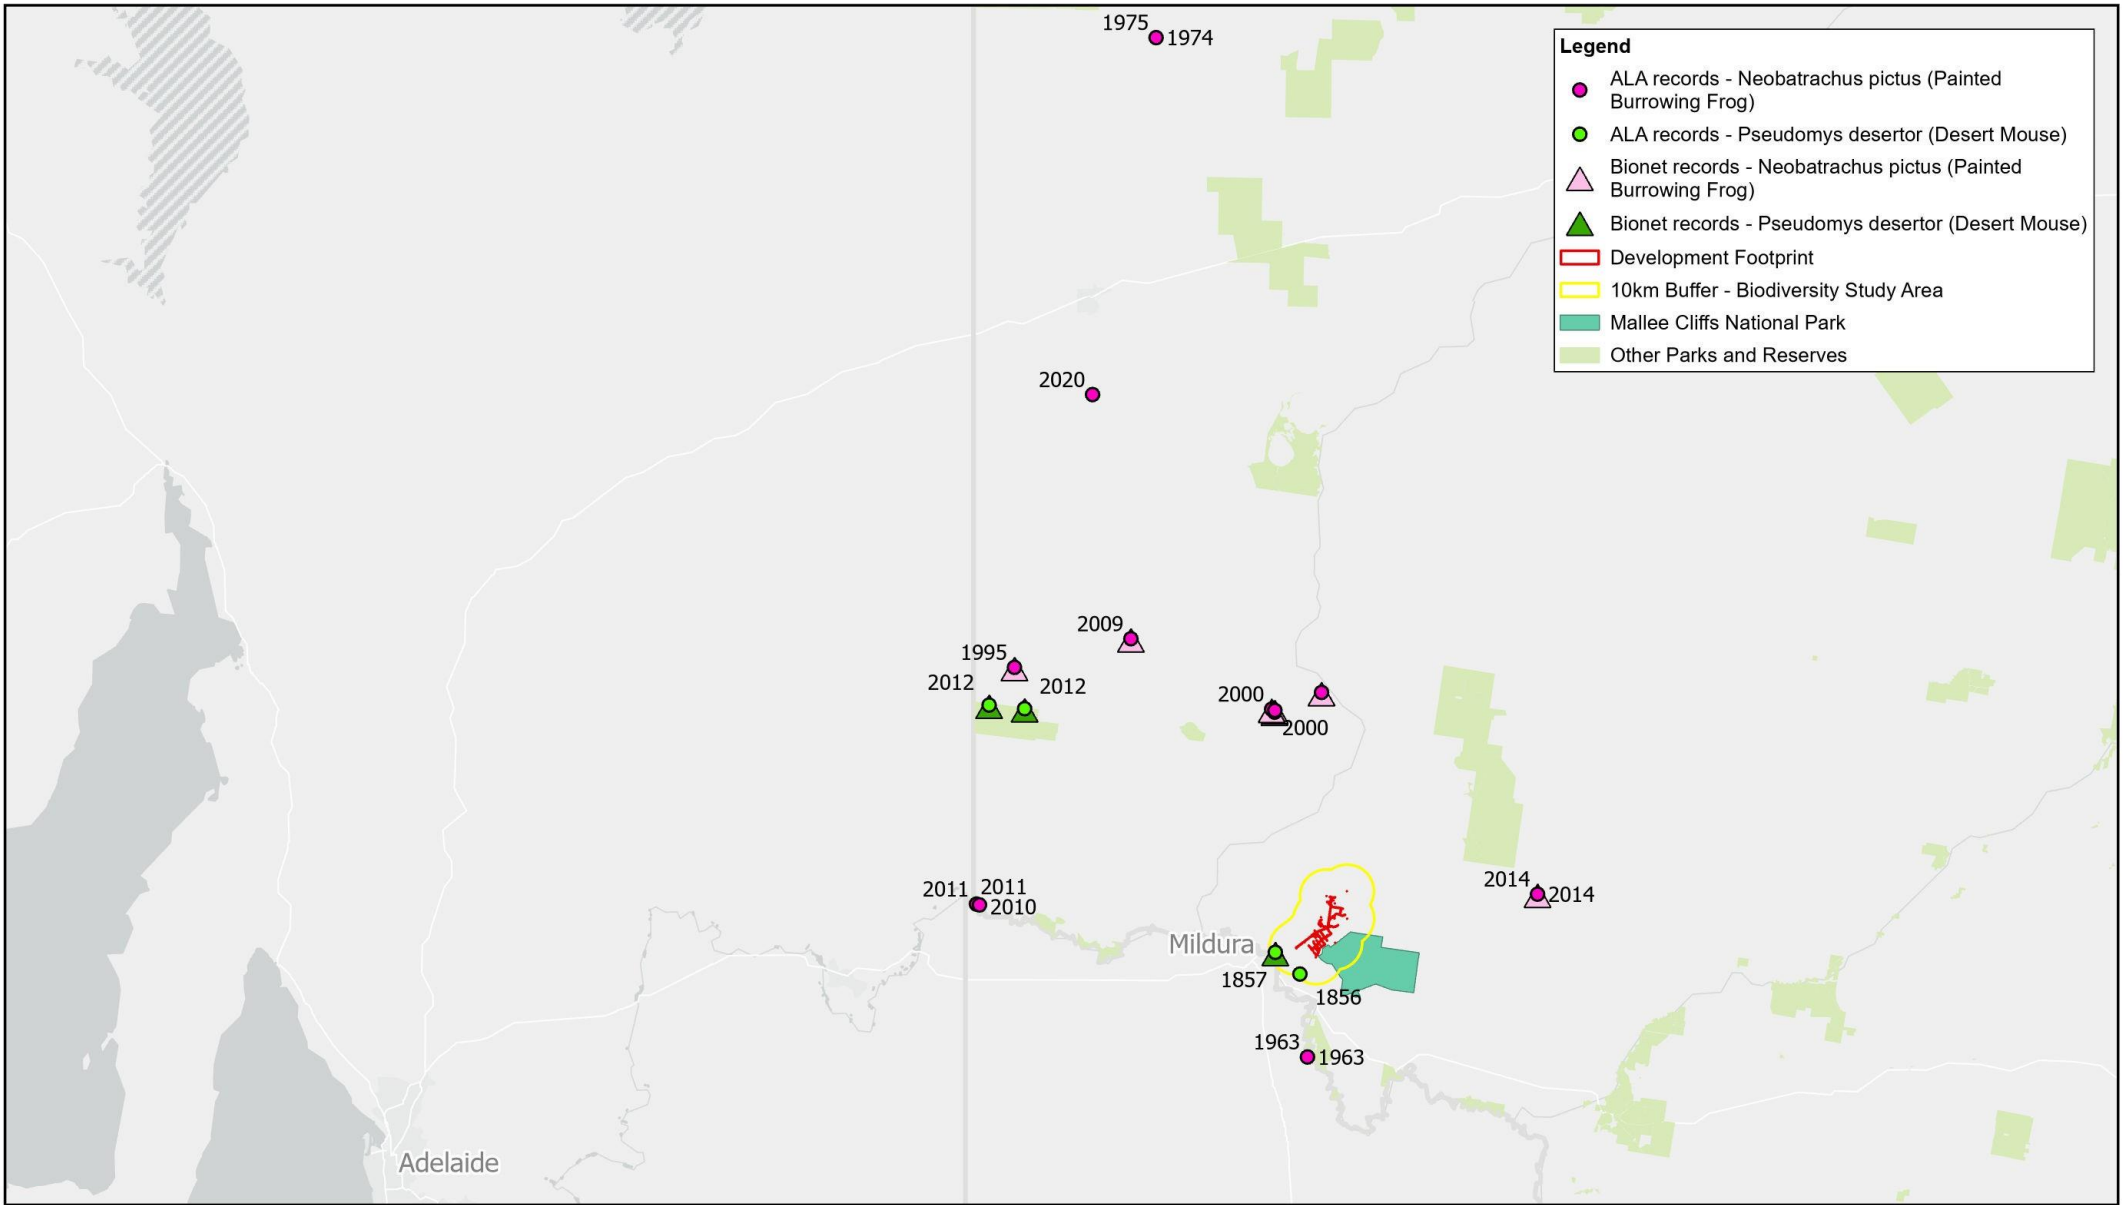 1975
1974
Legend
ALA records - Neobatrachus pictus (Painted
Burrowing Frog)
ALA records - Pseudomys desertor (Desert Mouse)
Bionet records - Neobatrachus pictus (Painted
Burrowing Frog)
Bionet records - Pseudomys desertor (Desert Mouse)
Development Footprint
10km Buffer - Biodiversity Study Area
Mallee Cliffs National Park
Other Parks and Reserves
2020
2009
1995
2012
2012
2000
2000
2011
2011
2010
2014
2014
Mildura
1857
1856
1963
1963
Adelaide